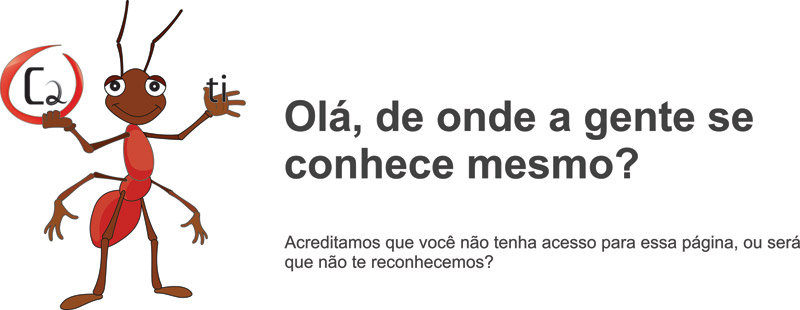 C2
ti
Olá, de onde a gente se
conhece mesmo?
Acreditamos que você não tenha acesso para essa página, ou será
que não te reconhecemos?